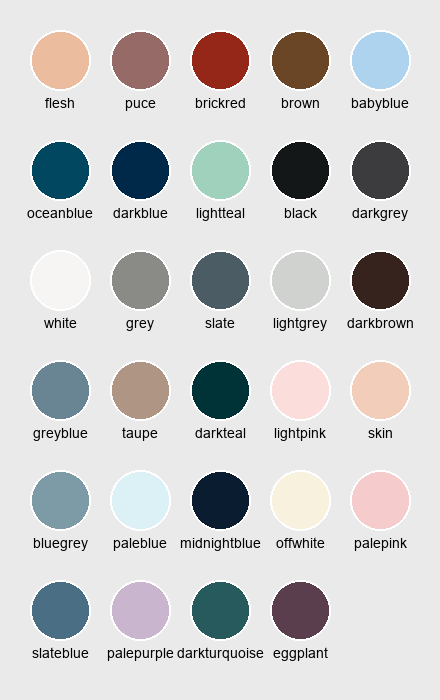 flesh puce brickred brown babyblue
oceanblue darkblue lightteal black darkgrey
white grey slate lightgrey darkbrown
greyblue taupe darkteal lightpink skin
bluegrey paleblue midnightblue offwhite palepink
slateblue palepurple darkturquoise eggplant